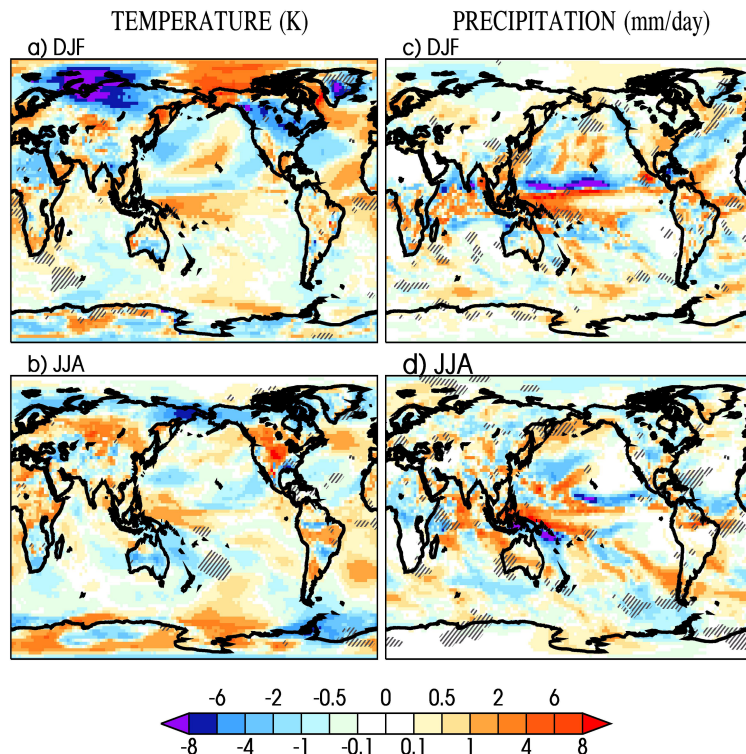 TEMPERATURE (K) PRECIPITATION (mm/day)
a) DJF c) DJF
b) JJA d) JJA
-6 -2 -0.5 0 0.5 2 6
-8 -4 -1 -0.1 0.1 1 4 8